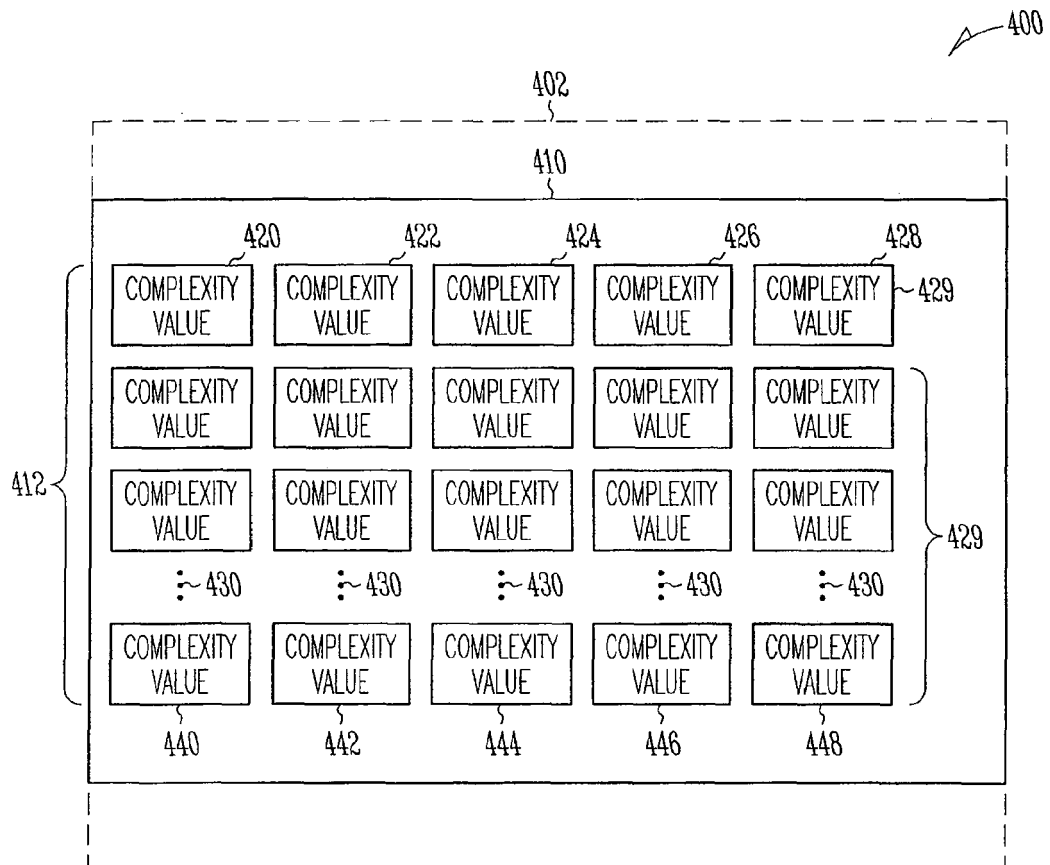 400
402
410
420 422 424 426 428
COMPLEXITY VALUE COMPLEXITY VALUE COMPLEXITY VALUE COMPLEXITY VALUE COMPLEXITY VALUE 429
COMPLEXITY VALUE COMPLEXITY VALUE COMPLEXITY VALUE COMPLEXITY VALUE COMPLEXITY VALUE
412
COMPLEXITY VALUE COMPLEXITY VALUE COMPLEXITY VALUE COMPLEXITY VALUE COMPLEXITY VALUE
429
430 430 430 430 430
COMPLEXITY VALUE COMPLEXITY VALUE COMPLEXITY VALUE COMPLEXITY VALUE COMPLEXITY VALUE
440 442 444 446 448